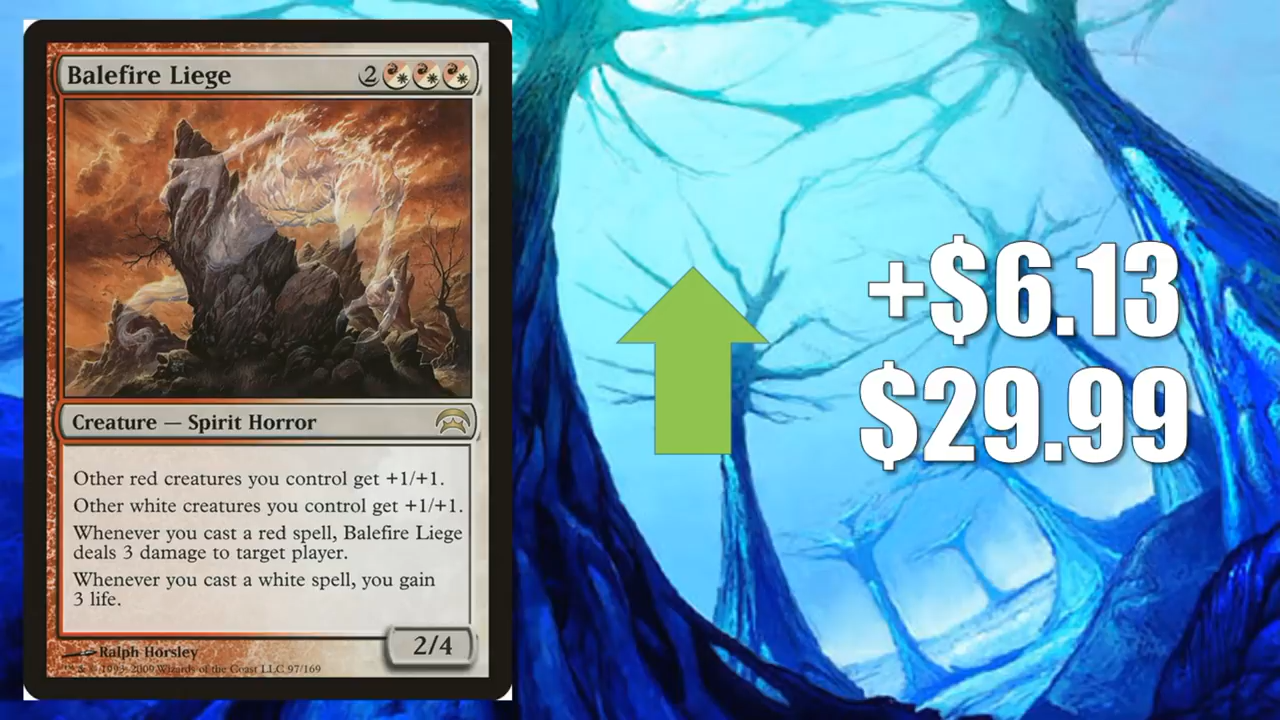 Balefire Liege 2
Creature — Spirit Horror
Other red creatures you control get +1/+1.
Other white creatures you control get +1/+1.
Whenever you cast a red spell, Balefire Liege
deals 3 damage to target player.
Whenever you cast a white spell, you gain
3 life.
2/4
Ralph Horsley
™ & © 1993-2009 Wizards of the Coast LLC 97/169
+$6.13
$29.99